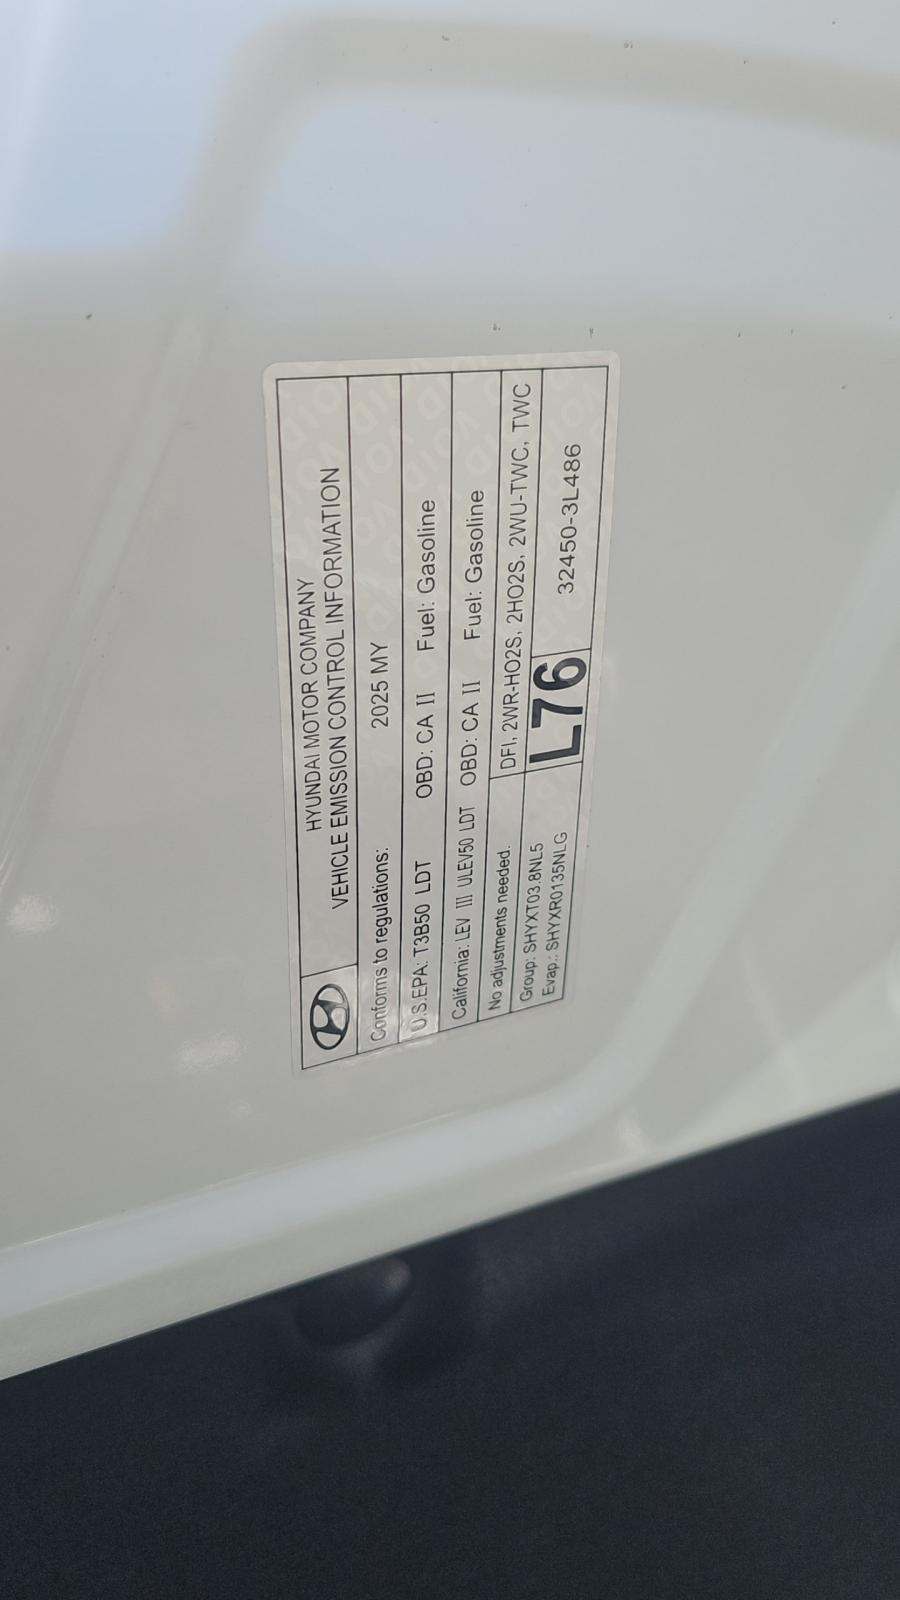 HYUNDAI MOTOR COMPANY
VEHICLE EMISSION CONTROL INFORMATION
Conforms to regulations: 2025 MY
U.S.EPA: T3B50 LDT OBD: CA II Fuel: Gasoline
California: LEV III ULEV50 LDT OBD: CA II Fuel: Gasoline
No adjustments needed. DFI, 2WR-HO2S, 2HO2S, 2WU-TWC, TWC
Group: SHYXT03.8NL5
Evap.: SHYXR0135NLG
L76
32450-3L486